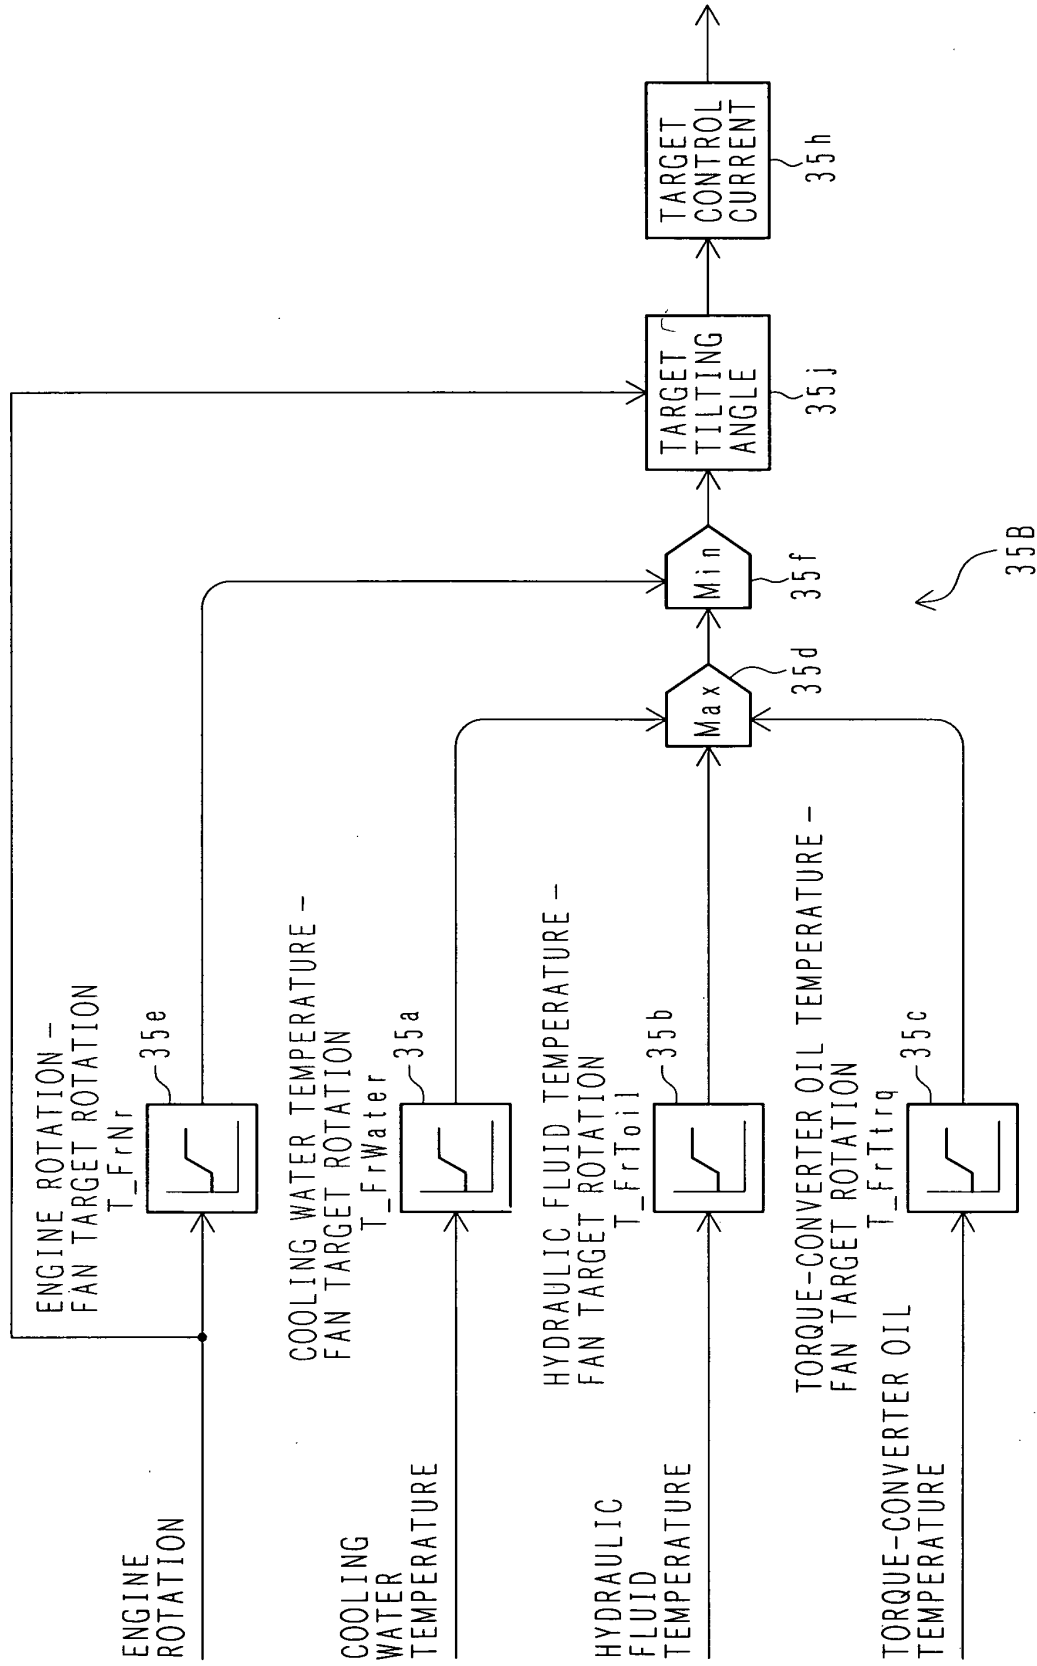 ENGINE
ROTATION
ENGINE ROTATION–
FAN TARGET ROTATION
T_FrNr
35e
COOLING
WATER
TEMPERATURE
COOLING WATER TEMPERATURE–
FAN TARGET ROTATION
T_FrWater
35a
HYDRAULIC
FLUID
TEMPERATURE
HYDRAULIC FLUID TEMPERATURE–
FAN TARGET ROTATION
T_FrToil
35b
TORQUE-CONVERTER OIL
TEMPERATURE
TORQUE-CONVERTER OIL TEMPERATURE–
FAN TARGET ROTATION
T_FrTtrq
35c
Max
35d
Min
35f
TARGET
TILTING
ANGLE
35j
TARGET
CONTROL
CURRENT
35h
35B